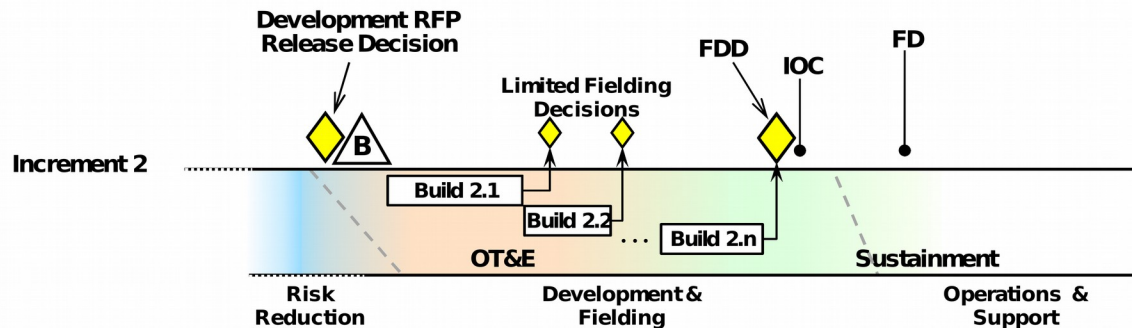 Development RFP
Release Decision
FDD
FD
IOC
Limited Fielding
Decisions
B
Increment 2
Build 2.1
Build 2.2
...
Build 2.n
OT&E
Sustainment
Risk
Reduction
Development &
Fielding
Operations &
Support